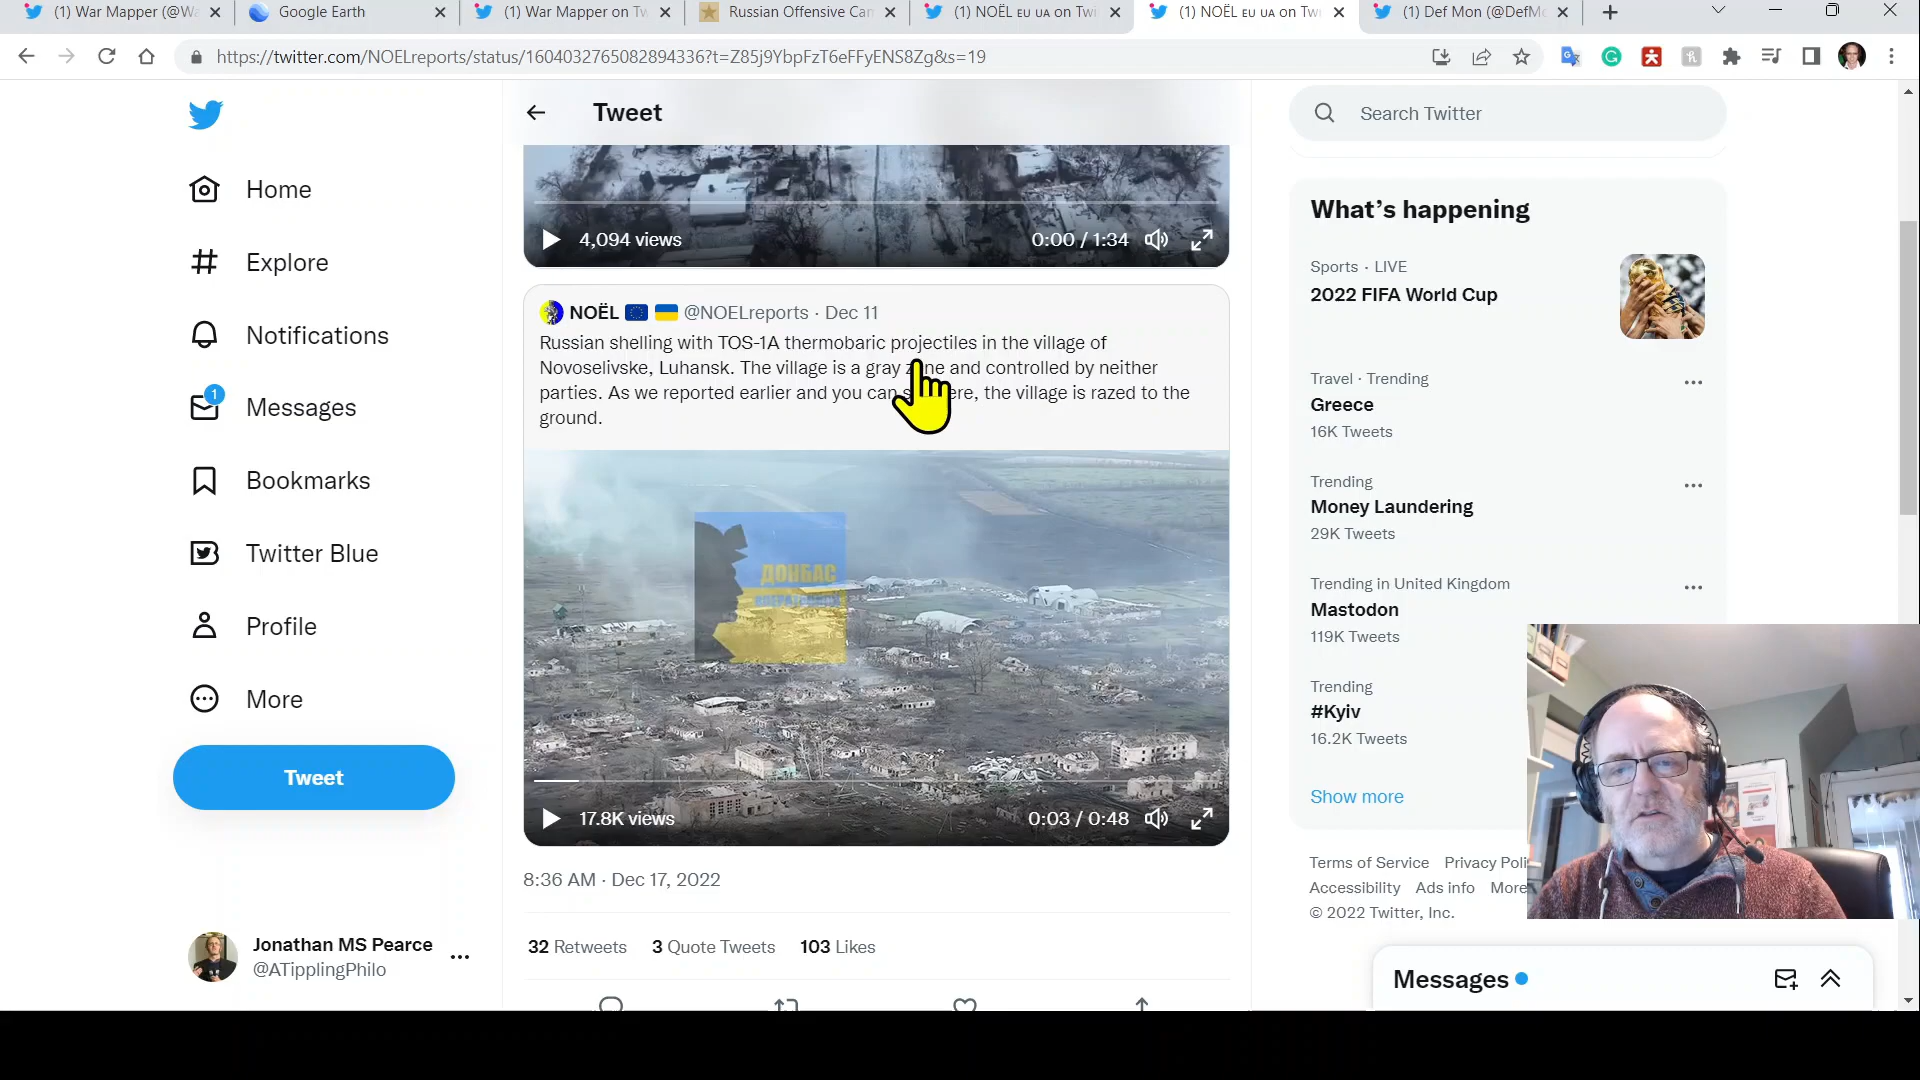 (1) War Mapper (@Wa
Google Earth
(1) War Mapper on Tw
Russian Offensive Cam
(1) NOËL EU UA on Twi
(1) NOËL EU UA on Twi
(1) Def Mon (@DefMo
https://twitter.com/NOELreports/status/1604032765082894336?t=Z85j9YbpFzT6eFFyENS8Zg&s=19
Tweet
Search Twitter
Home
Explore
Notifications
1
Messages
Bookmarks
Twitter Blue
Profile
More
Tweet
Jonathan MS Pearce
@ATipplingPhilo
4,094 views
0:00 / 1:34
NOËL @NOELreports · Dec 11
Russian shelling with TOS-1A thermobaric projectiles in the village of
Novoselivske, Luhansk. The village is a gray zone and controlled by neither
parties. As we reported earlier and you can here, the village is razed to the
ground.
ДОНБАС
17.8K views
0:03 / 0:48
8:36 AM · Dec 17, 2022
32 Retweets 3 Quote Tweets 103 Likes
What's happening
Sports · LIVE
2022 FIFA World Cup
Travel · Trending
Greece
16K Tweets
Trending
Money Laundering
29K Tweets
Trending in United Kingdom
Mastodon
119K Tweets
Trending
#Kyiv
16.2K Tweets
Show more
Terms of Service Privacy Poli
Accessibility Ads info More
© 2022 Twitter, Inc.
Messages